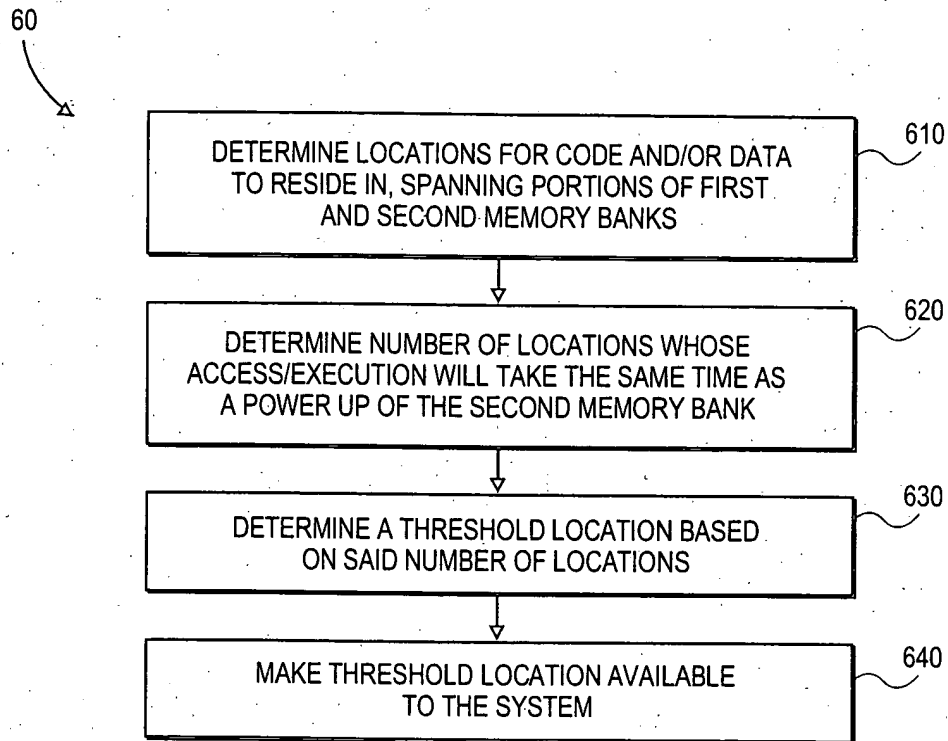 60
DETERMINE LOCATIONS FOR CODE AND/OR DATA
TO RESIDE IN, SPANNING PORTIONS OF FIRST
AND SECOND MEMORY BANKS
610
DETERMINE NUMBER OF LOCATIONS WHOSE
ACCESS/EXECUTION WILL TAKE THE SAME TIME AS
A POWER UP OF THE SECOND MEMORY BANK
620
DETERMINE A THRESHOLD LOCATION BASED
ON SAID NUMBER OF LOCATIONS
630
MAKE THRESHOLD LOCATION AVAILABLE
TO THE SYSTEM
640